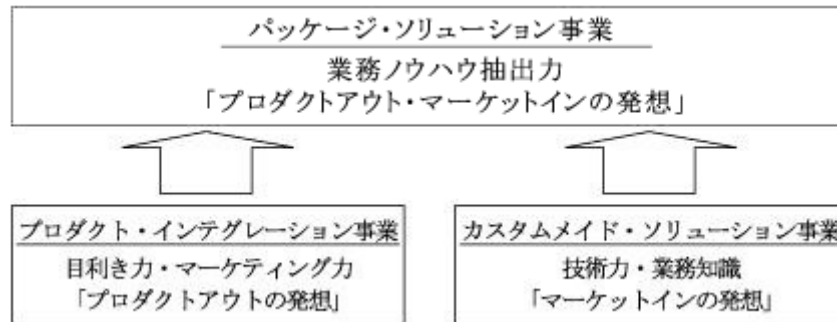 パッケージ・ソリューション事業
業務ノウハウ抽出力
「プロダクトアウト・マーケットインの発想」
プロダクト・インテグレーション事業
目利き力・マーケティング力
「プロダクトアウトの発想」
カスタムメイド・ソリューション事業
技術力・業務知識
「マーケットインの発想」